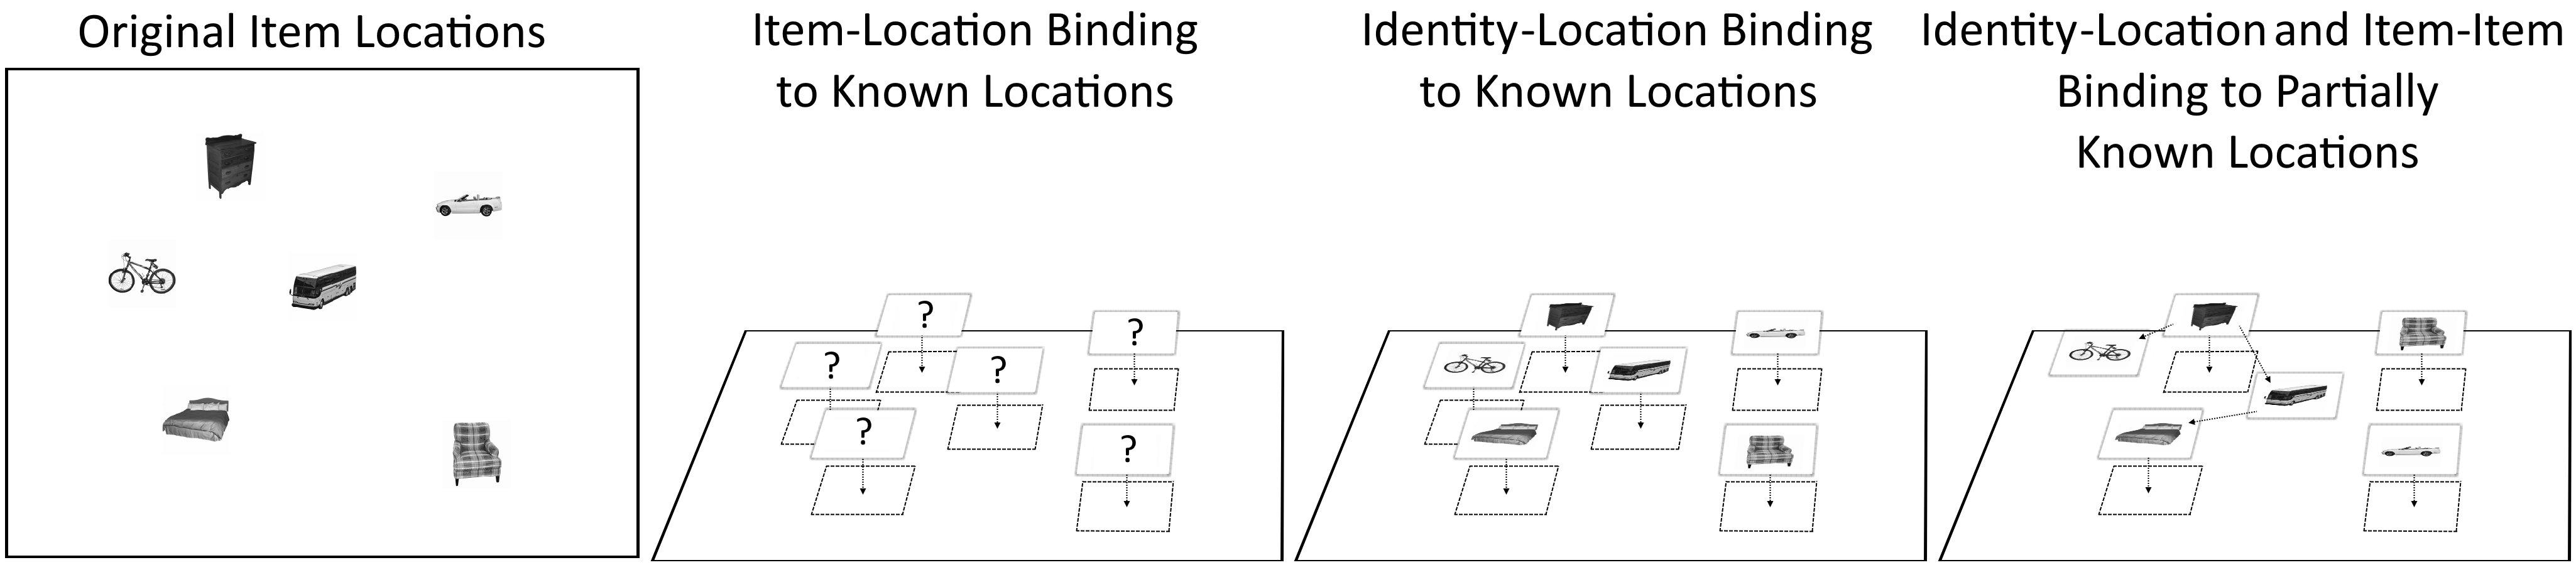 Original Item Locations
Item-Location Binding
to Known Locations
Identity-Location Binding
to Known Locations
Identity-Location and Item-Item
Binding to Partially
Known Locations
?
?
?
?
?
?